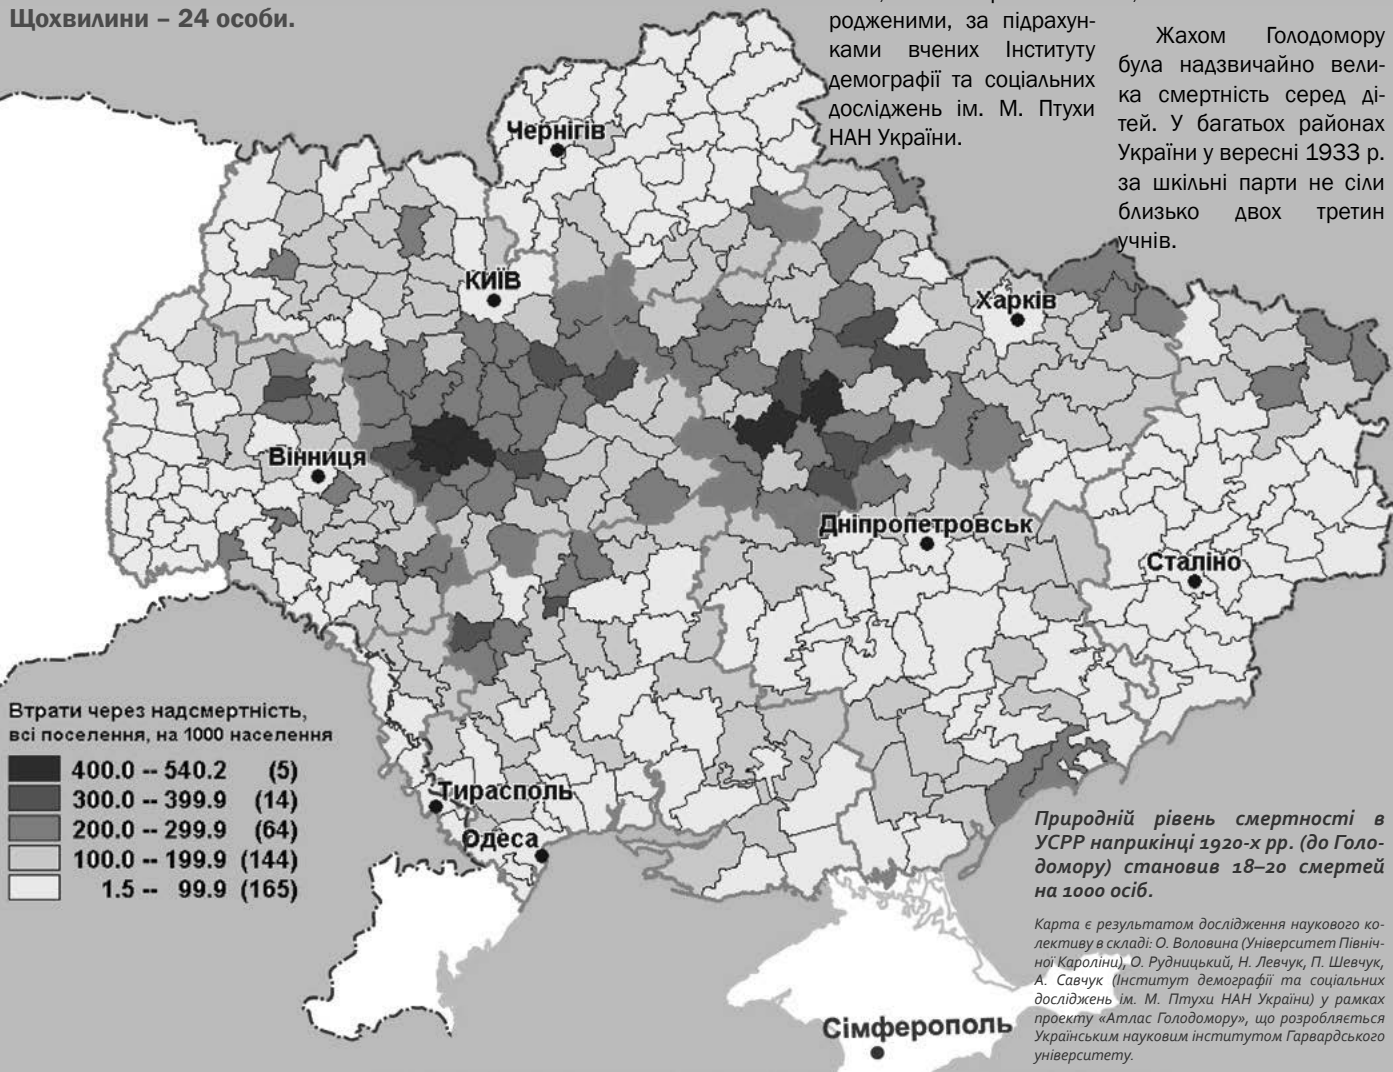 Щохвилини – 24 особи.
родженими, за підрахун-
ками вчених Інституту
демографії та соціальних
досліджень ім. М. Птухи
НАН України.
Жахом Голодомору
була надзвичайно вели-
ка смертність серед ді-
тей. У багатьох районах
України у вересні 1933 р.
за шкільні парти не сіли
близько двох третин
учнів.
Чернігів
КИЇВ
Харків
Вінниця
Дніпропетровськ
Сталіно
Втрати через надсмертність,
всі поселення, на 1000 населення
400.0 -- 540.2 (5)
300.0 -- 399.9 (14)
200.0 -- 299.9 (64)
100.0 -- 199.9 (144)
1.5 -- 99.9 (165)
Тирасполь
Одеса
Сімферополь
Природній рівень смертності в
УСРР наприкінці 1920-х рр. (до Голо-
домору) становив 18–20 смертей
на 1000 осіб.
Карта є результатом дослідження наукового ко-
лективу в складі: О. Воловина (Університет Північ-
ної Кароліни), О. Рудницький, Н. Левчук, П. Шевчук,
А. Савчук (Інститут демографії та соціальних
досліджень ім. М. Птухи НАН України) у рамках
проекту «Атлас Голодомору», що розробляється
Українським науковим інститутом Гарвардського
університету.